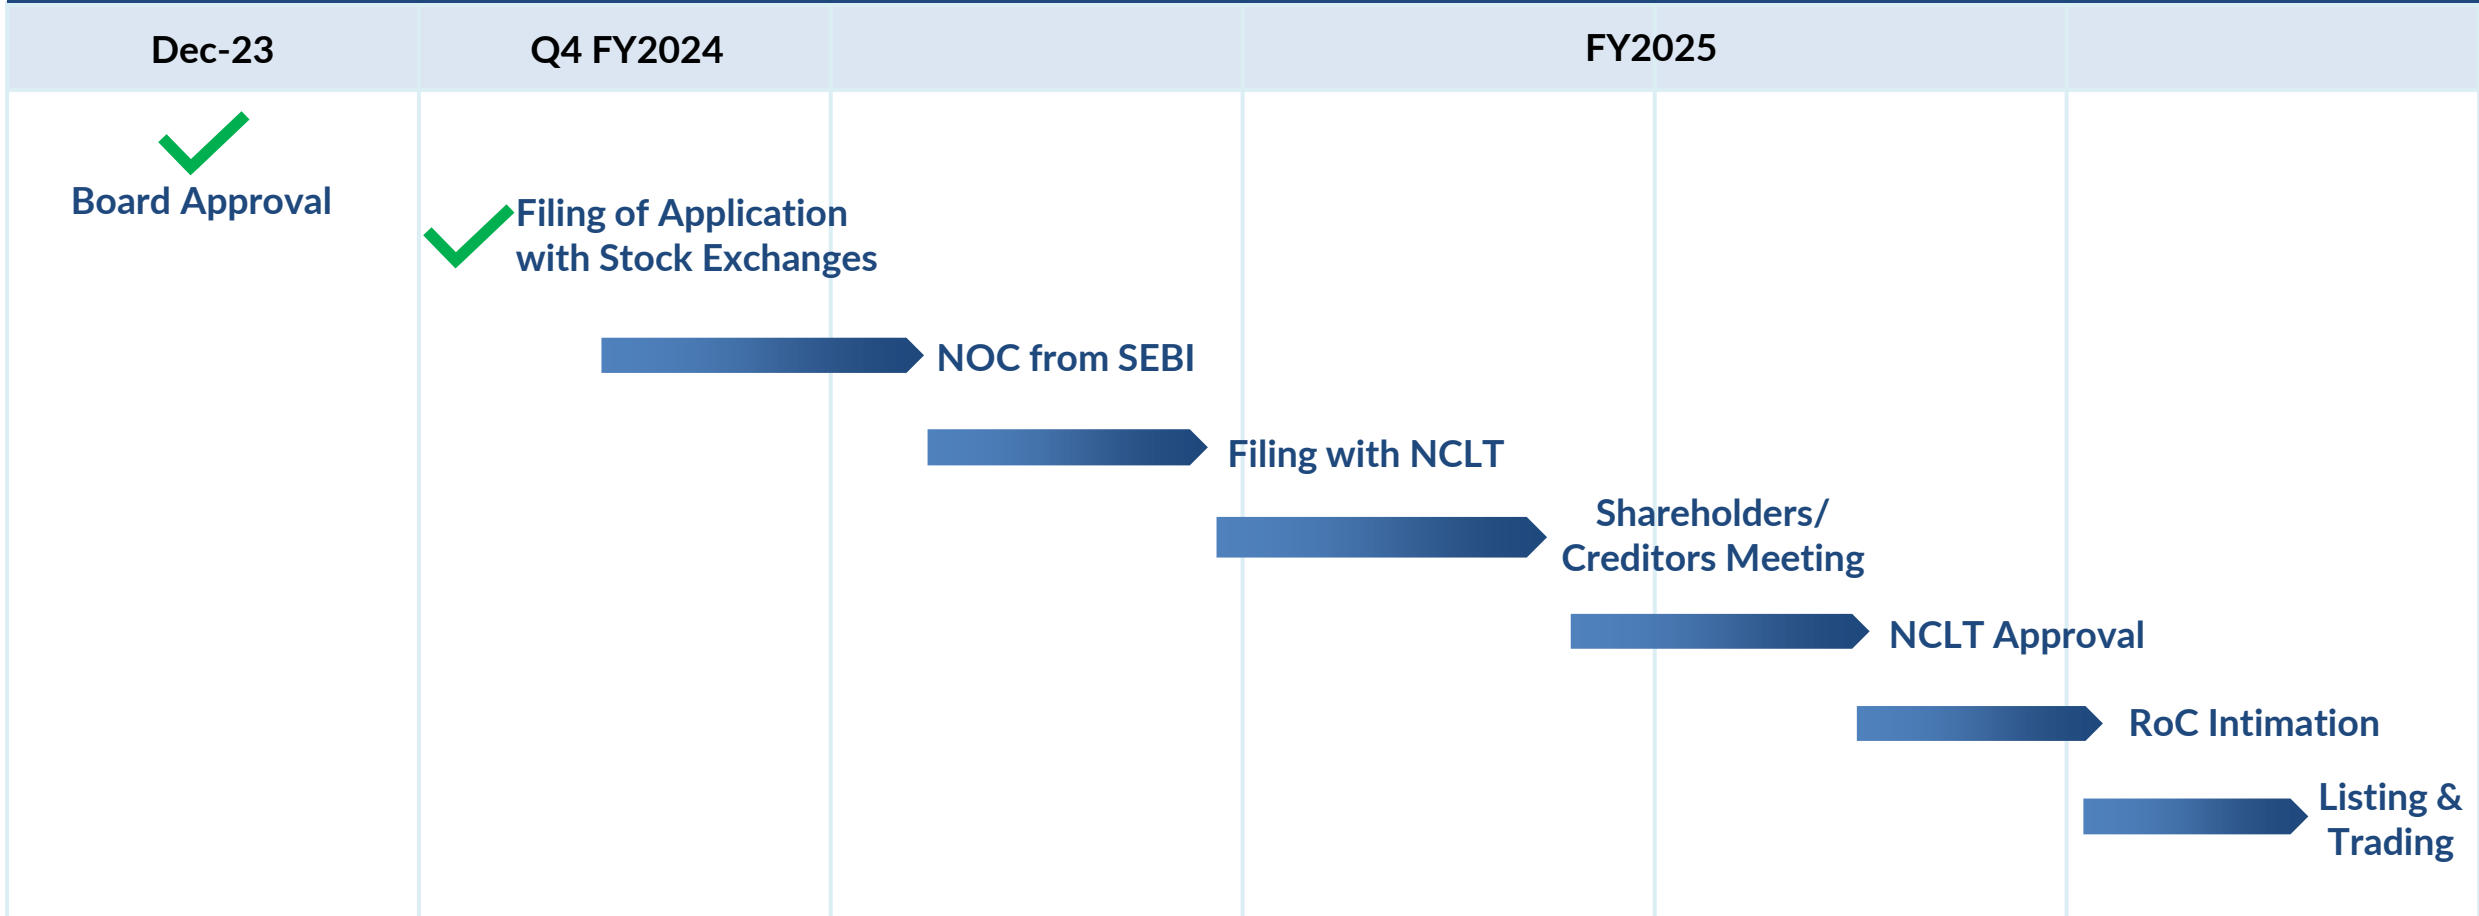 Dec-23
Q4 FY2024
FY2025
Board Approval
Filing of Application
with Stock Exchanges
NOC from SEBI
Filing with NCLT
Shareholders/
Creditors Meeting
NCLT Approval
RoC Intimation
Listing &
Trading